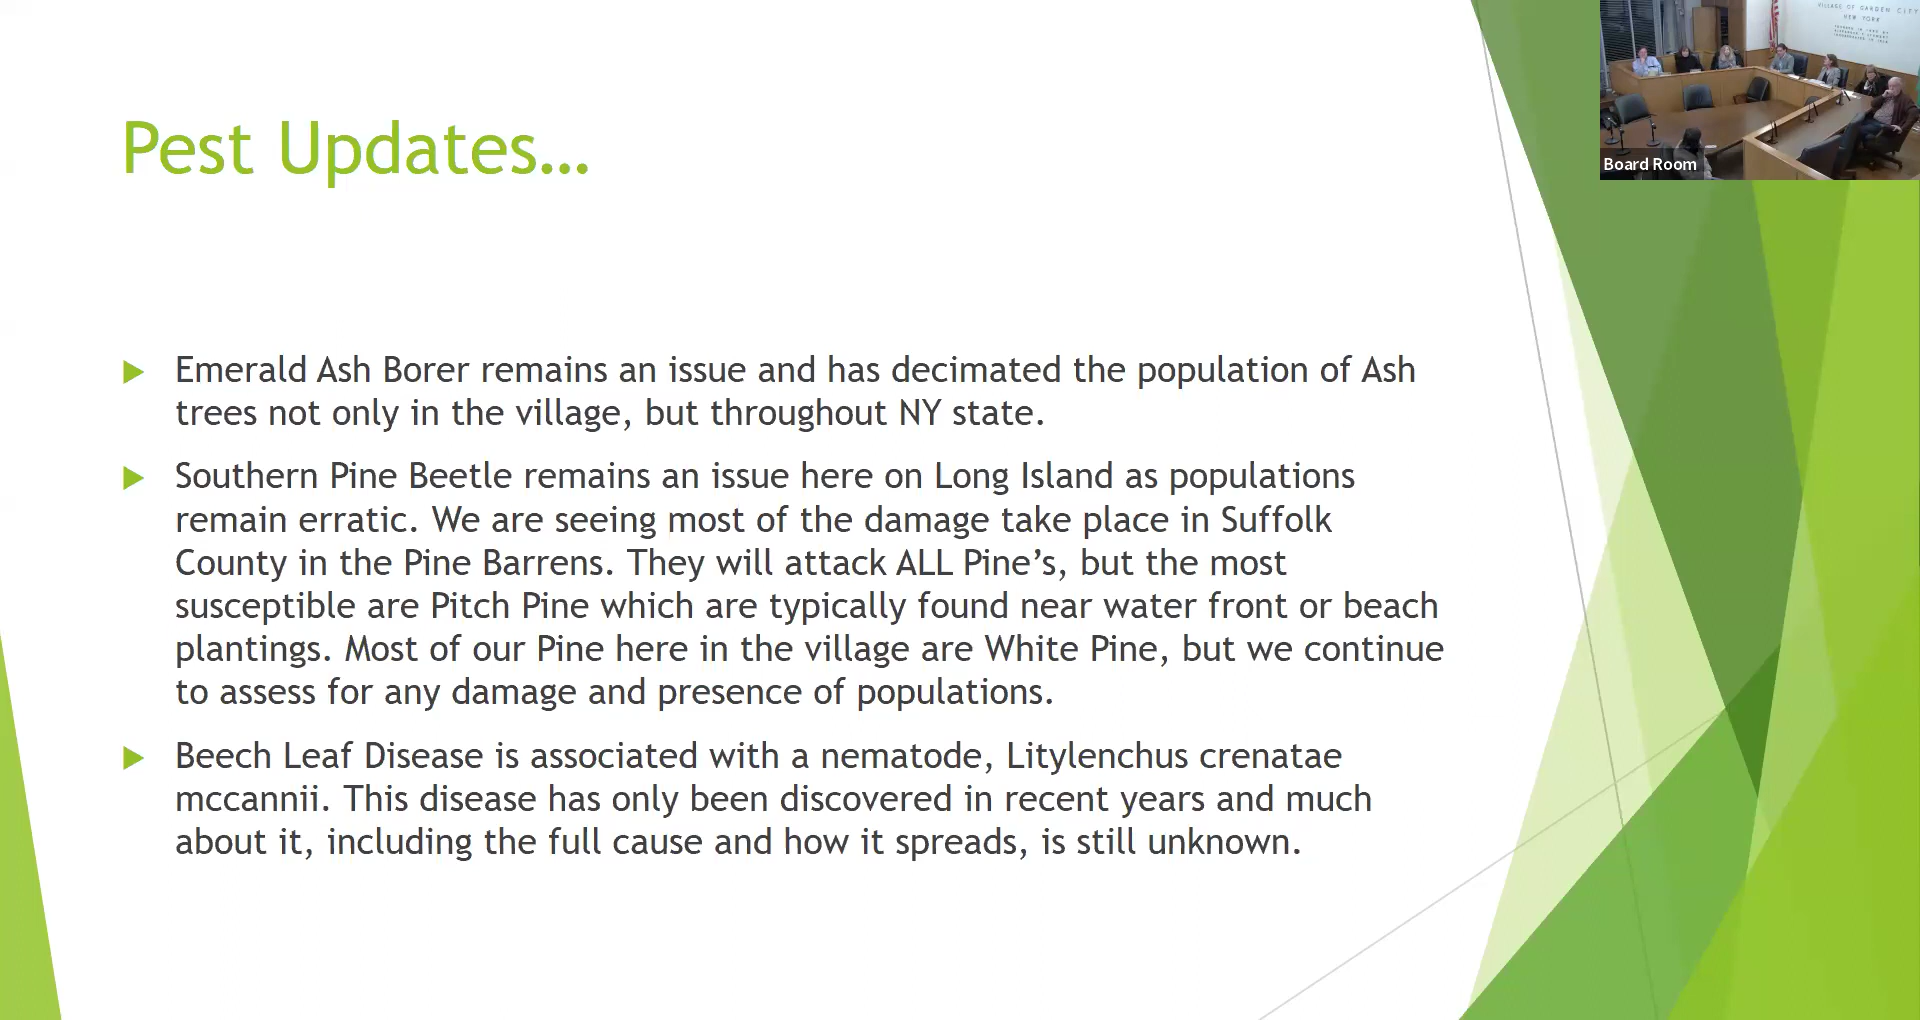 Pest Updates…
Emerald Ash Borer remains an issue and has decimated the population of Ash
trees not only in the village, but throughout NY state.
Southern Pine Beetle remains an issue here on Long Island as populations
remain erratic. We are seeing most of the damage take place in Suffolk
County in the Pine Barrens. They will attack ALL Pine’s, but the most
susceptible are Pitch Pine which are typically found near water front or beach
plantings. Most of our Pine here in the village are White Pine, but we continue
to assess for any damage and presence of populations.
Beech Leaf Disease is associated with a nematode, Litylenchus crenatae
mccannii. This disease has only been discovered in recent years and much
about it, including the full cause and how it spreads, is still unknown.
VILLAGE OF GARDEN CITY
NEW YORK
Board Room